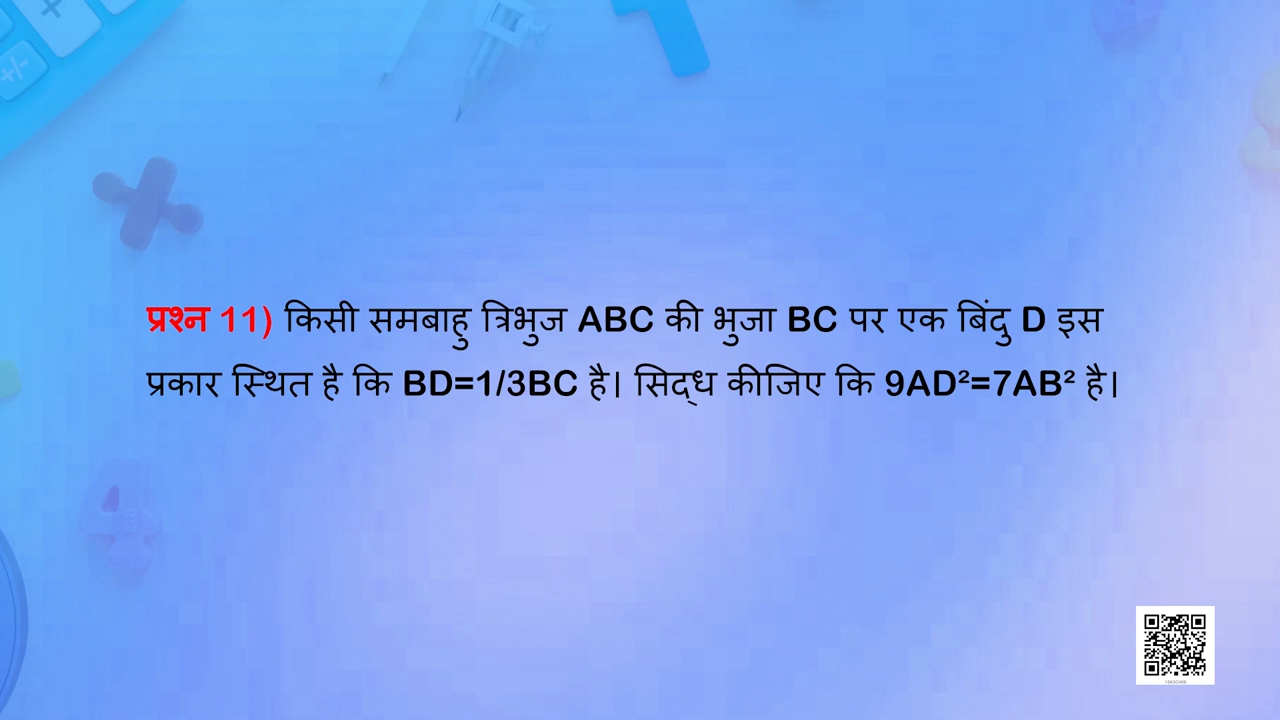 प्रश्न 11) किसी समबाहु त्रिभुज ABC की भुजा BC पर एक बिंदु D इस
प्रकार स्थित है कि BD=1/3BC है। सिद्ध कीजिए कि 9AD²=7AB² है।